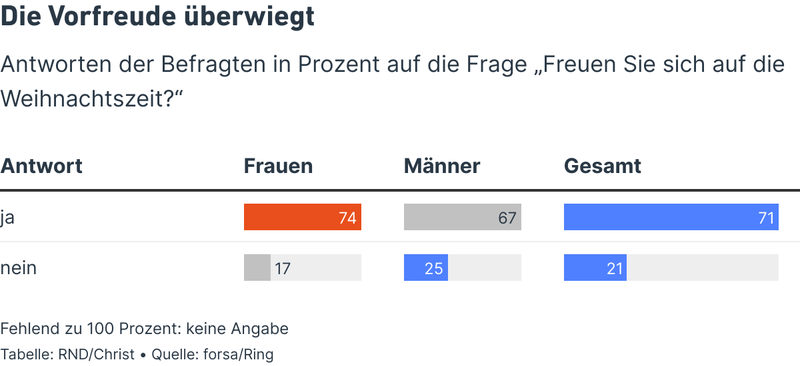 Die Vorfreude überwiegt
Antworten der Befragten in Prozent auf die Frage „Freuen Sie sich auf die
Weihnachtszeit?“
Antwort Frauen Männer Gesamt
ja 74 67 71
nein 17 25 21
Fehlend zu 100 Prozent: keine Angabe
Tabelle: RND/Christ • Quelle: forsa/Ring